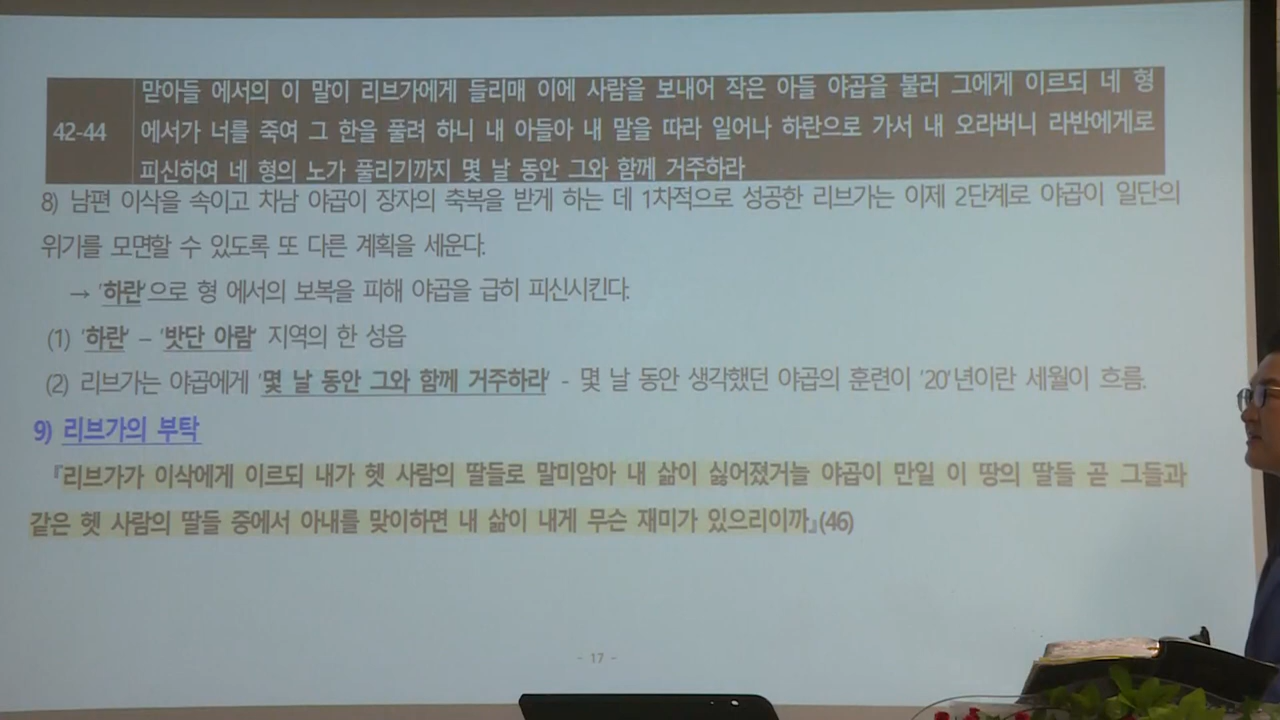 맏아들 에서의 이 말이 리브가에게 들리매 이에 사람을 보내어 작은 아들 야곱을 불러 그에게 이르되 네 형
42-44 에서가 너를 죽여 그 한을 풀려 하니 내 아들아 내 말을 따라 일어나 하란으로 가서 내 오라버니 라반에게로
피신하여 네 형의 노가 풀리기까지 몇 날 동안 그와 함께 거주하라
8) 남편 이삭을 속이고 차남 야곱이 장자의 축복을 받게 하는 데 1차적으로 성공한 리브가는 이제 2단계로 야곱이 일단의
위기를 모면할 수 있도록 또 다른 계획을 세운다.
→ '하란'으로 형 에서의 보복을 피해 야곱을 급히 피신시킨다.
(1) '하란' – '밧단 아람' 지역의 한 성읍
(2) 리브가는 야곱에게 '몇 날 동안 그와 함께 거주하라' - 몇 날 동안 생각했던 야곱의 훈련이 '20'년이란 세월이 흐름.
9) 리브가의 부탁
『리브가가 이삭에게 이르되 내가 헷 사람의 딸들로 말미암아 내 삶이 싫어졌거늘 야곱이 만일 이 땅의 딸들 곧 그들과
같은 헷 사람의 딸들 중에서 아내를 맞이하면 내 삶이 내게 무슨 재미가 있으리이까』(46)
- 17 -